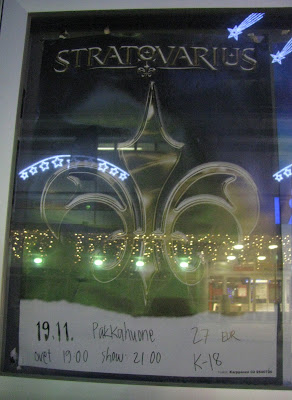 STRATOVARIUS
19.11. Pakkahuone 27 EUR
ovet 19:00 show: 21:00 K-18